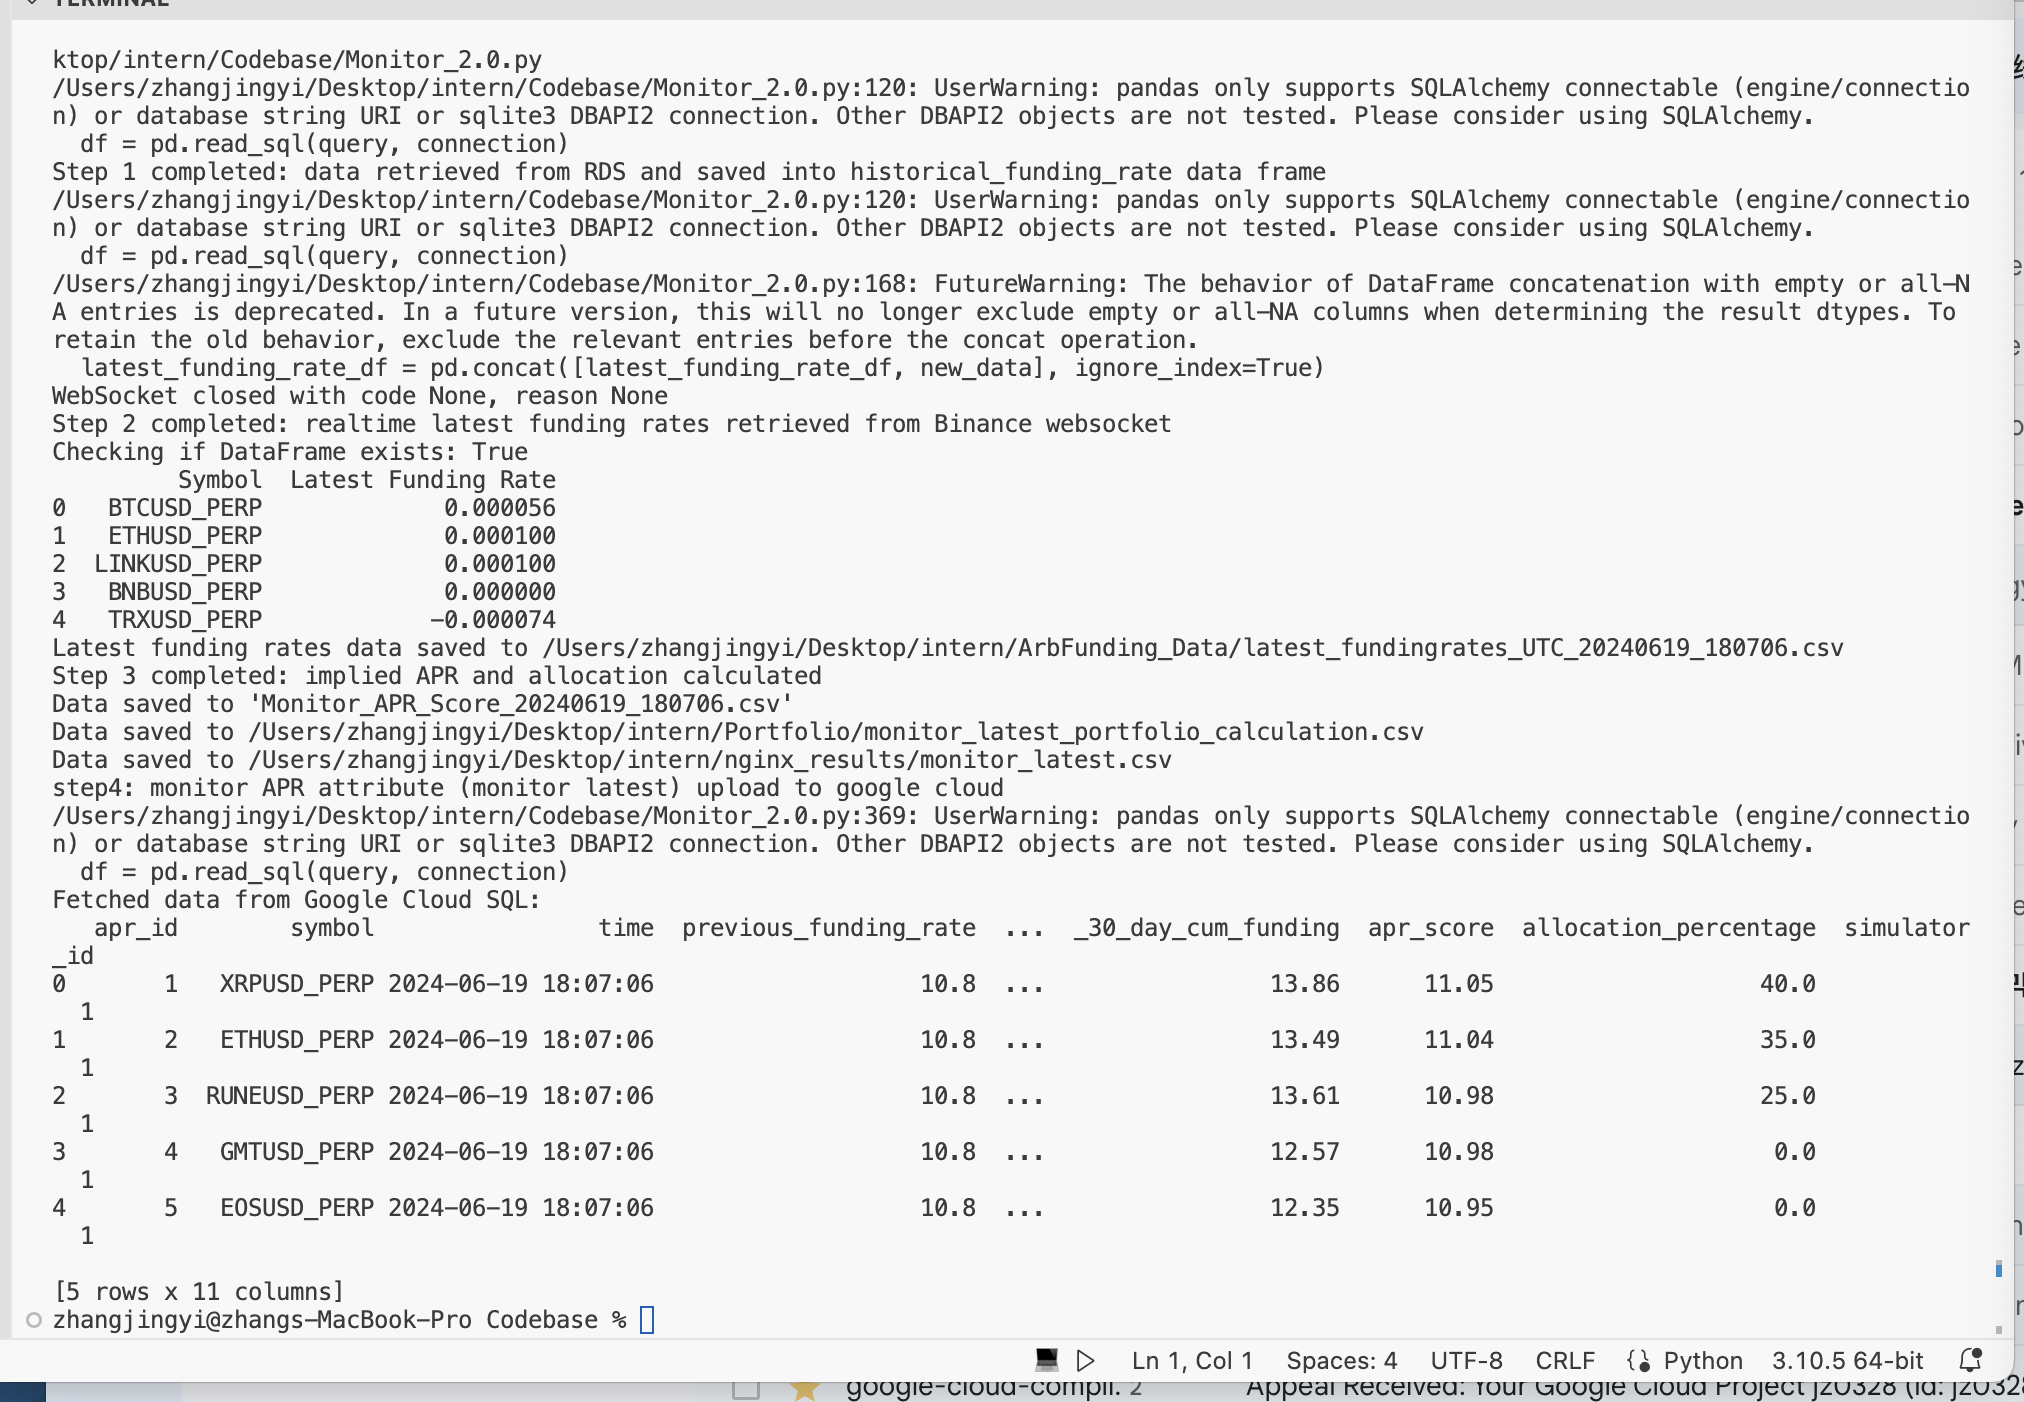 TERMINAL
ktop/intern/Codebase/Monitor_2.0.py
/Users/zhangjingyi/Desktop/intern/Codebase/Monitor_2.0.py:120: UserWarning: pandas only supports SQLAlchemy connectable (engine/connectio
n) or database string URI or sqlite3 DBAPI2 connection. Other DBAPI2 objects are not tested. Please consider using SQLAlchemy.
  df = pd.read_sql(query, connection)
Step 1 completed: data retrieved from RDS and saved into historical_funding_rate data frame
/Users/zhangjingyi/Desktop/intern/Codebase/Monitor_2.0.py:120: UserWarning: pandas only supports SQLAlchemy connectable (engine/connectio
n) or database string URI or sqlite3 DBAPI2 connection. Other DBAPI2 objects are not tested. Please consider using SQLAlchemy.
  df = pd.read_sql(query, connection)
/Users/zhangjingyi/Desktop/intern/Codebase/Monitor_2.0.py:168: FutureWarning: The behavior of DataFrame concatenation with empty or all-N
A entries is deprecated. In a future version, this will no longer exclude empty or all-NA columns when determining the result dtypes. To
retain the old behavior, exclude the relevant entries before the concat operation.
  latest_funding_rate_df = pd.concat([latest_funding_rate_df, new_data], ignore_index=True)
WebSocket closed with code None, reason None
Step 2 completed: realtime latest funding rates retrieved from Binance websocket
Checking if DataFrame exists: True
         Symbol  Latest Funding Rate
0   BTCUSD_PERP             0.000056
1   ETHUSD_PERP             0.000100
2  LINKUSD_PERP             0.000100
3   BNBUSD_PERP             0.000000
4   TRXUSD_PERP            -0.000074
Latest funding rates data saved to /Users/zhangjingyi/Desktop/intern/ArbFunding_Data/latest_fundingrates_UTC_20240619_180706.csv
Step 3 completed: implied APR and allocation calculated
Data saved to 'Monitor_APR_Score_20240619_180706.csv'
Data saved to /Users/zhangjingyi/Desktop/intern/Portfolio/monitor_latest_portfolio_calculation.csv
Data saved to /Users/zhangjingyi/Desktop/intern/nginx_results/monitor_latest.csv
step4: monitor APR attribute (monitor latest) upload to google cloud
/Users/zhangjingyi/Desktop/intern/Codebase/Monitor_2.0.py:369: UserWarning: pandas only supports SQLAlchemy connectable (engine/connectio
n) or database string URI or sqlite3 DBAPI2 connection. Other DBAPI2 objects are not tested. Please consider using SQLAlchemy.
  df = pd.read_sql(query, connection)
Fetched data from Google Cloud SQL:
   apr_id        symbol                time  previous_funding_rate  ...  _30_day_cum_funding  apr_score  allocation_percentage  simulator
_id
0       1   XRPUSD_PERP 2024-06-19 18:07:06                   10.8  ...                13.86      11.05                   40.0
  1
1       2   ETHUSD_PERP 2024-06-19 18:07:06                   10.8  ...                13.49      11.04                   35.0
  1
2       3  RUNEUSD_PERP 2024-06-19 18:07:06                   10.8  ...                13.61      10.98                   25.0
  1
3       4   GMTUSD_PERP 2024-06-19 18:07:06                   10.8  ...                12.57      10.98                    0.0
  1
4       5   EOSUSD_PERP 2024-06-19 18:07:06                   10.8  ...                12.35      10.95                    0.0
  1
[5 rows x 11 columns]
zhangjingyi@zhangs-MacBook-Pro Codebase %
Ln 1, Col 1 Spaces: 4 UTF-8 CRLF Python 3.10.5 64-bit
google-cloud-compli. 2 Appeal Received: Your Google Cloud Project jz0328 (id: jz032